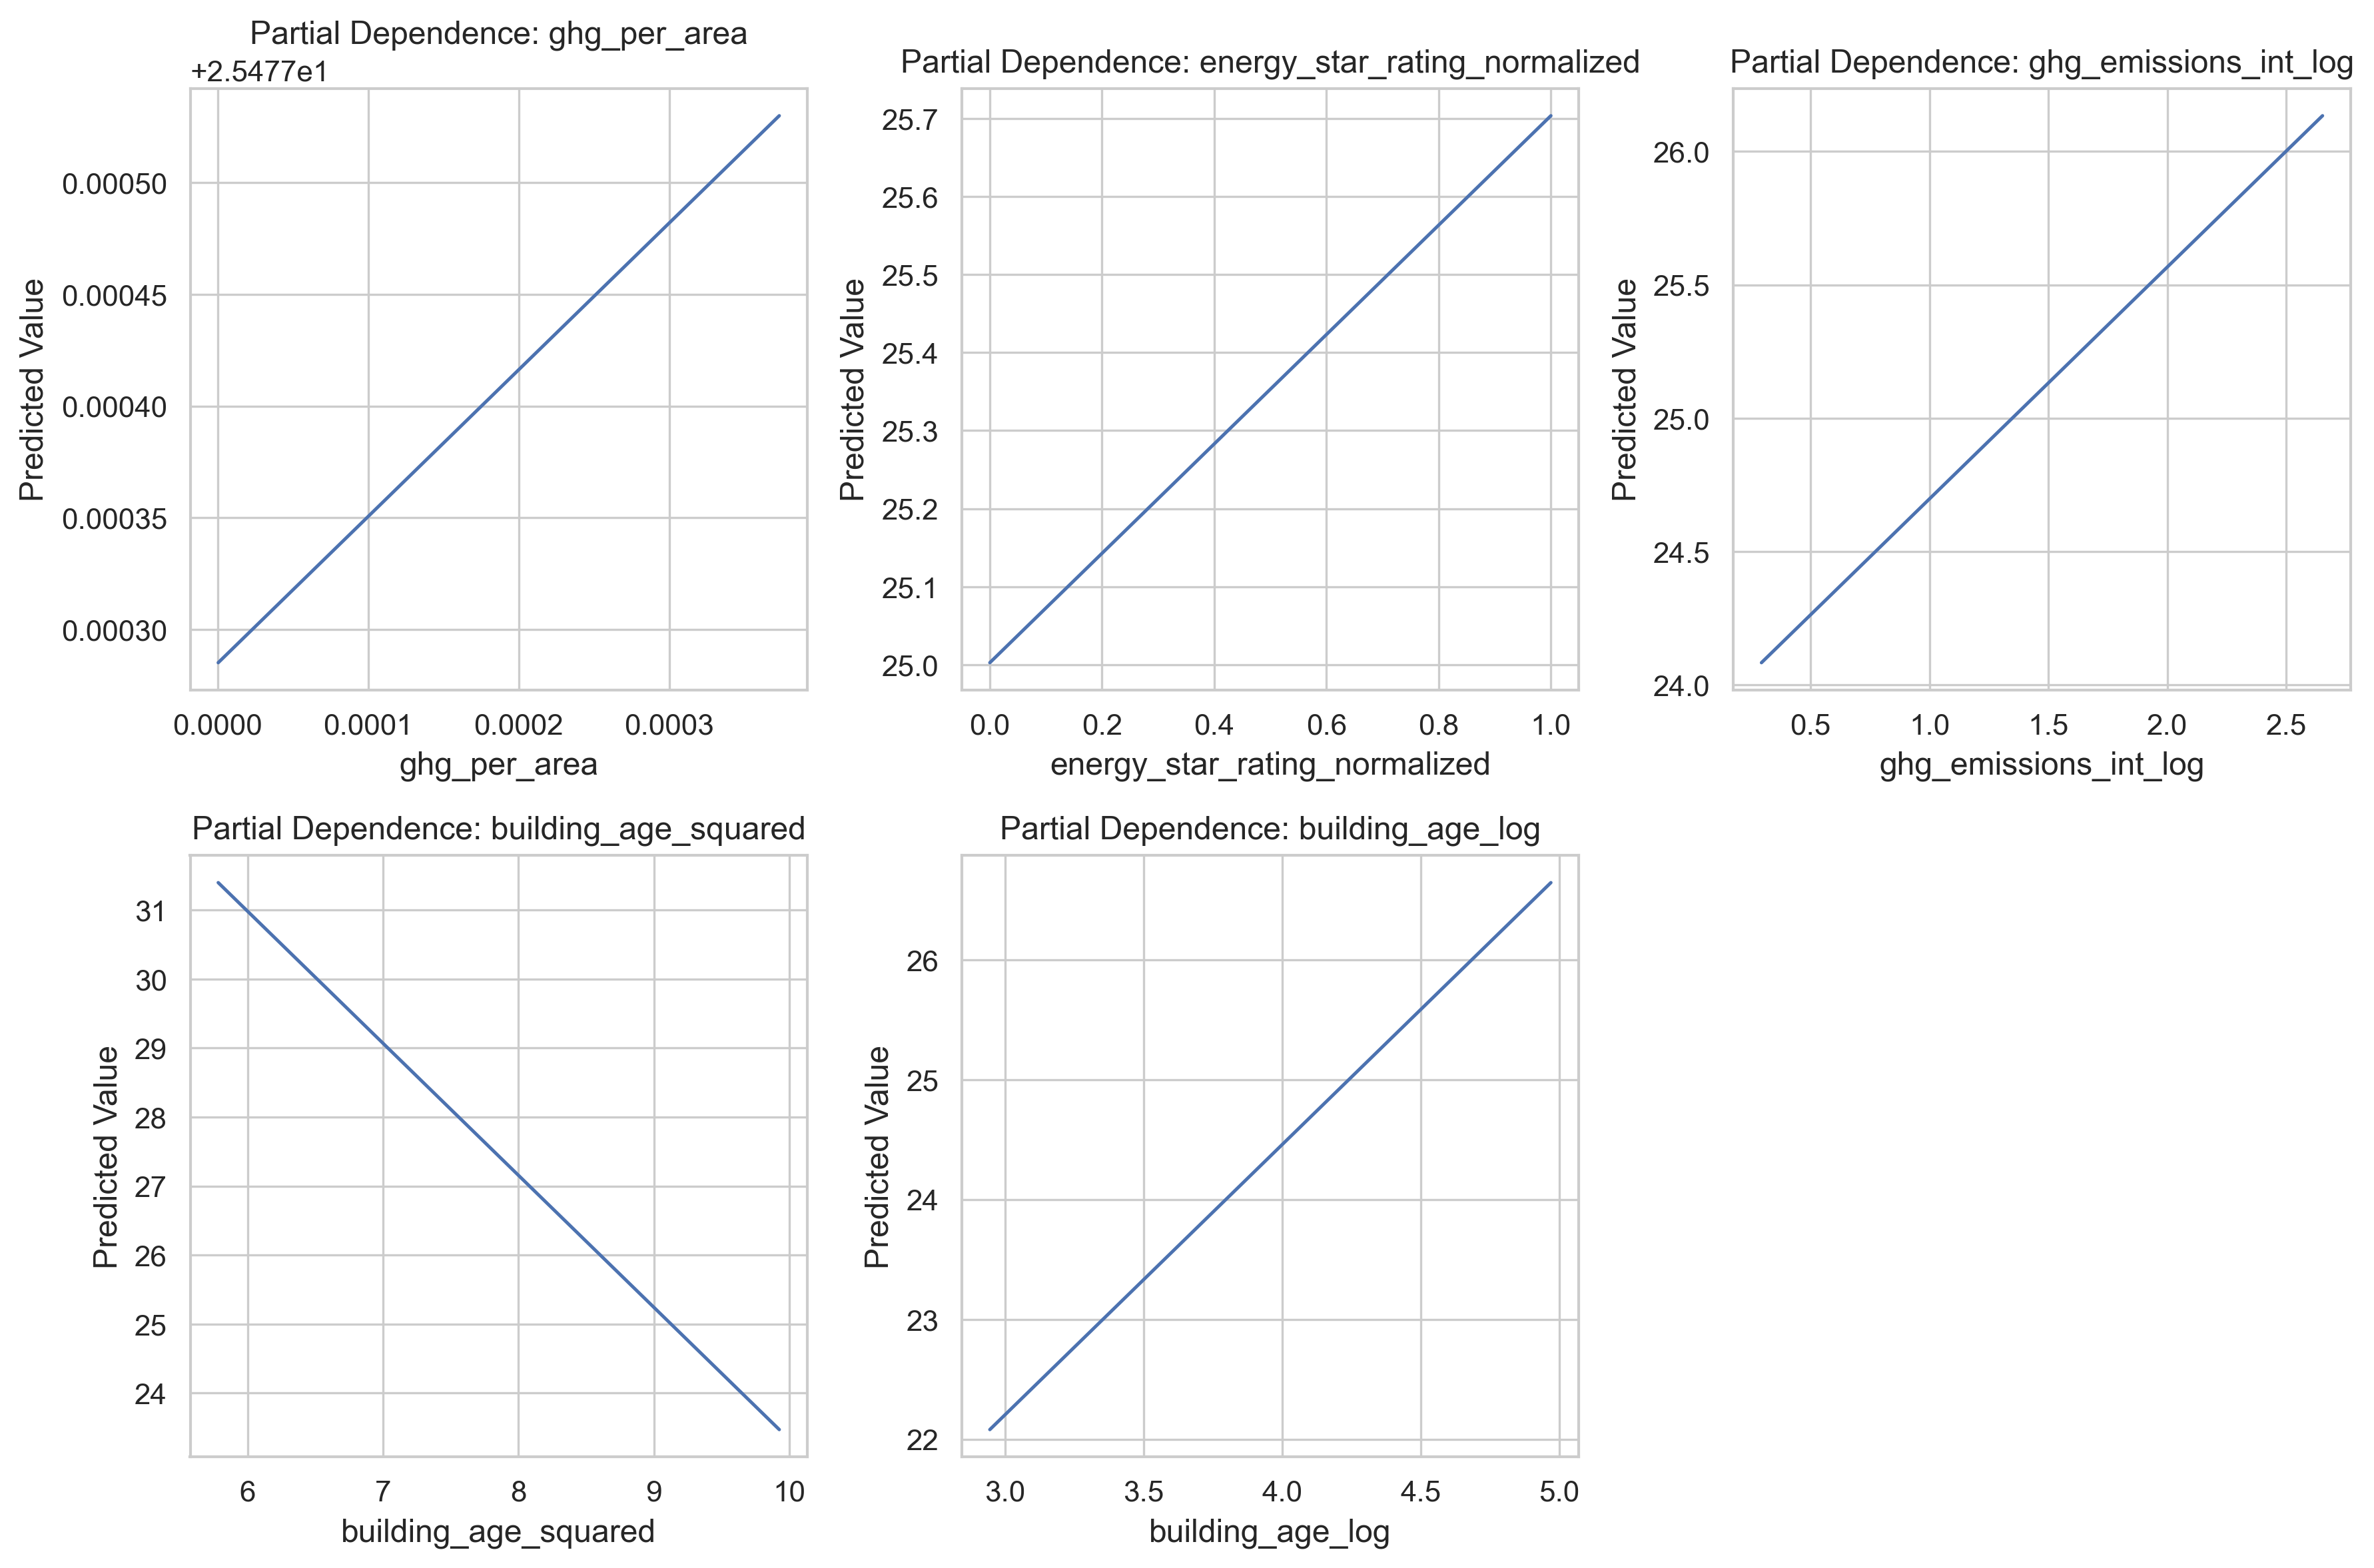 Partial Dependence: ghg_per_area
+2.5477e1
0.00050
0.00045
0.00040
0.00035
0.00030
Predicted Value
0.0000 0.0001 0.0002 0.0003
ghg_per_area
Partial Dependence: energy_star_rating_normalized
25.7
25.6
25.5
25.4
25.3
25.2
25.1
25.0
Predicted Value
0.0 0.2 0.4 0.6 0.8 1.0
energy_star_rating_normalized
Partial Dependence: ghg_emissions_int_log
26.0
25.5
25.0
24.5
24.0
Predicted Value
0.5 1.0 1.5 2.0 2.5
ghg_emissions_int_log
Partial Dependence: building_age_squared
31
30
29
28
27
26
25
24
Predicted Value
6 7 8 9 10
building_age_squared
Partial Dependence: building_age_log
26
25
24
23
22
Predicted Value
3.0 3.5 4.0 4.5 5.0
building_age_log